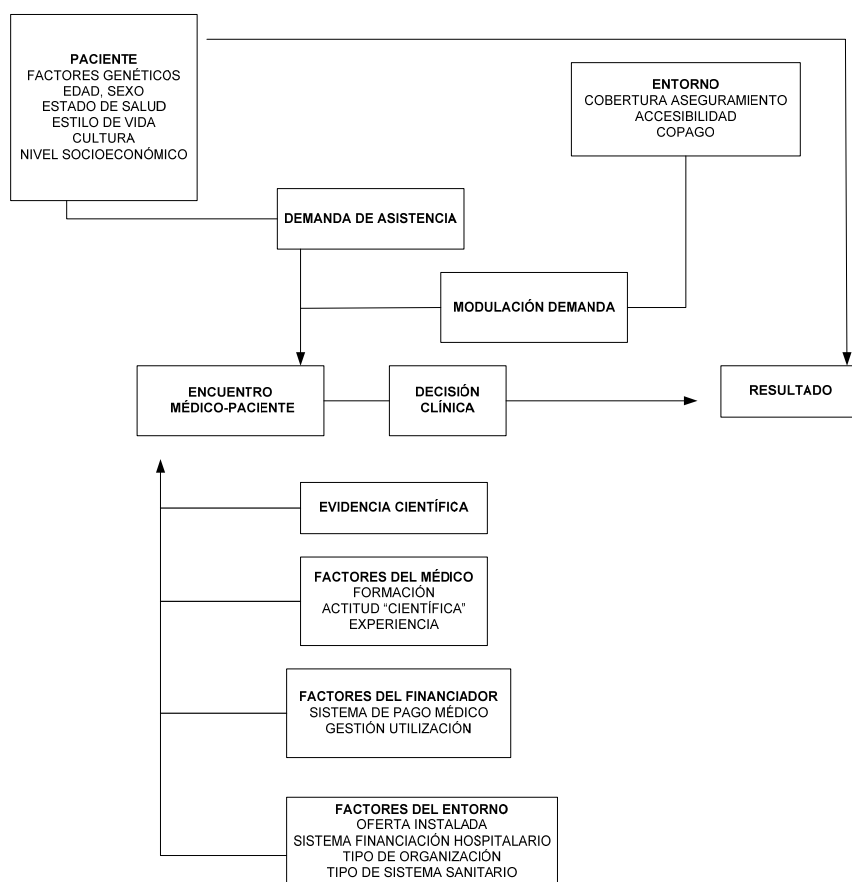 PACIENTE
FACTORES GENÉTICOS
EDAD, SEXO
ESTADO DE SALUD
ESTILO DE VIDA
CULTURA
NIVEL SOCIOECONÓMICO
ENTORNO
COBERTURA ASEGURAMIENTO
ACCESIBILIDAD
COPAGO
DEMANDA DE ASISTENCIA
MODULACIÓN DEMANDA
ENCUENTRO
MÉDICO-PACIENTE
DECISIÓN
CLÍNICA
RESULTADO
EVIDENCIA CIENTÍFICA
FACTORES DEL MÉDICO
FORMACIÓN
ACTITUD “CIENTÍFICA”
EXPERIENCIA
FACTORES DEL FINANCIADOR
SISTEMA DE PAGO MÉDICO
GESTIÓN UTILIZACIÓN
FACTORES DEL ENTORNO
OFERTA INSTALADA
SISTEMA FINANCIACIÓN HOSPITALARIO
TIPO DE ORGANIZACIÓN
TIPO DE SISTEMA SANITARIO